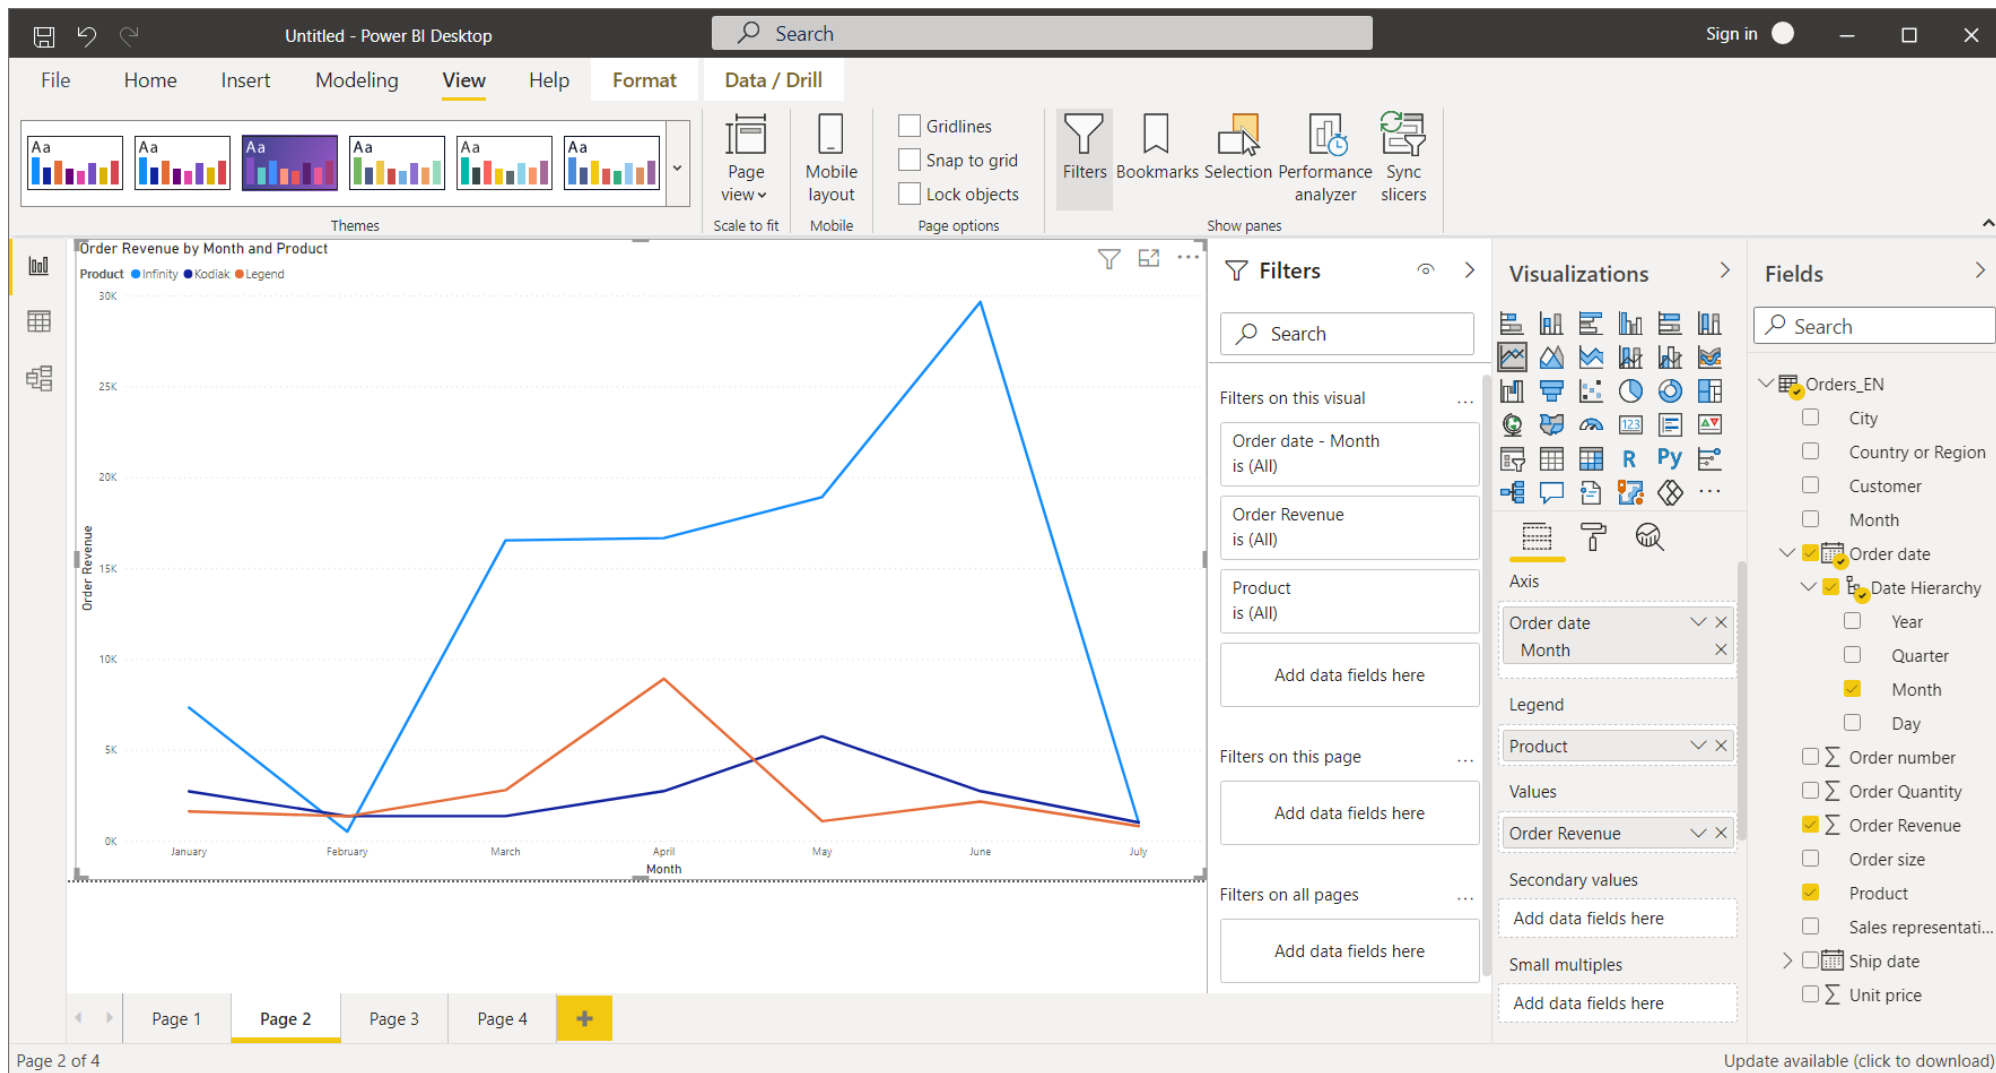 Untitled - Power BI Desktop
Search
Sign in
File
Home
Insert
Modeling
View
Help
Format
Data / Drill
Aa
Aa
Aa
Aa
Aa
Aa
Themes
Page
view
Scale to fit
Mobile
layout
Mobile
Gridlines
Snap to grid
Lock objects
Page options
Filters
Bookmarks
Selection
Performance
analyzer
Sync
slicers
Show panes
Order Revenue by Month and Product
Product Infinity Kodiak Legend
30K
25K
20K
15K
10K
5K
0K
Order Revenue
January
February
March
April
May
June
July
Month
Filters
Search
Filters on this visual
...
Order date - Month
is (All)
Order Revenue
is (All)
Product
is (All)
Add data fields here
Filters on this page
...
Add data fields here
Filters on all pages
...
Add data fields here
Visualizations
123
R
Py
...
Axis
Order date
Month
Legend
Product
Values
Order Revenue
Secondary values
Add data fields here
Small multiples
Add data fields here
Fields
Search
Orders_EN
City
Country or Region
Customer
Month
Order date
Date Hierarchy
Year
Quarter
Month
Day
Σ Order number
Σ Order Quantity
Σ Order Revenue
Order size
Product
Sales representati...
Ship date
Σ Unit price
Page 1
Page 2
Page 3
Page 4
+
Page 2 of 4
Update available (click to download)